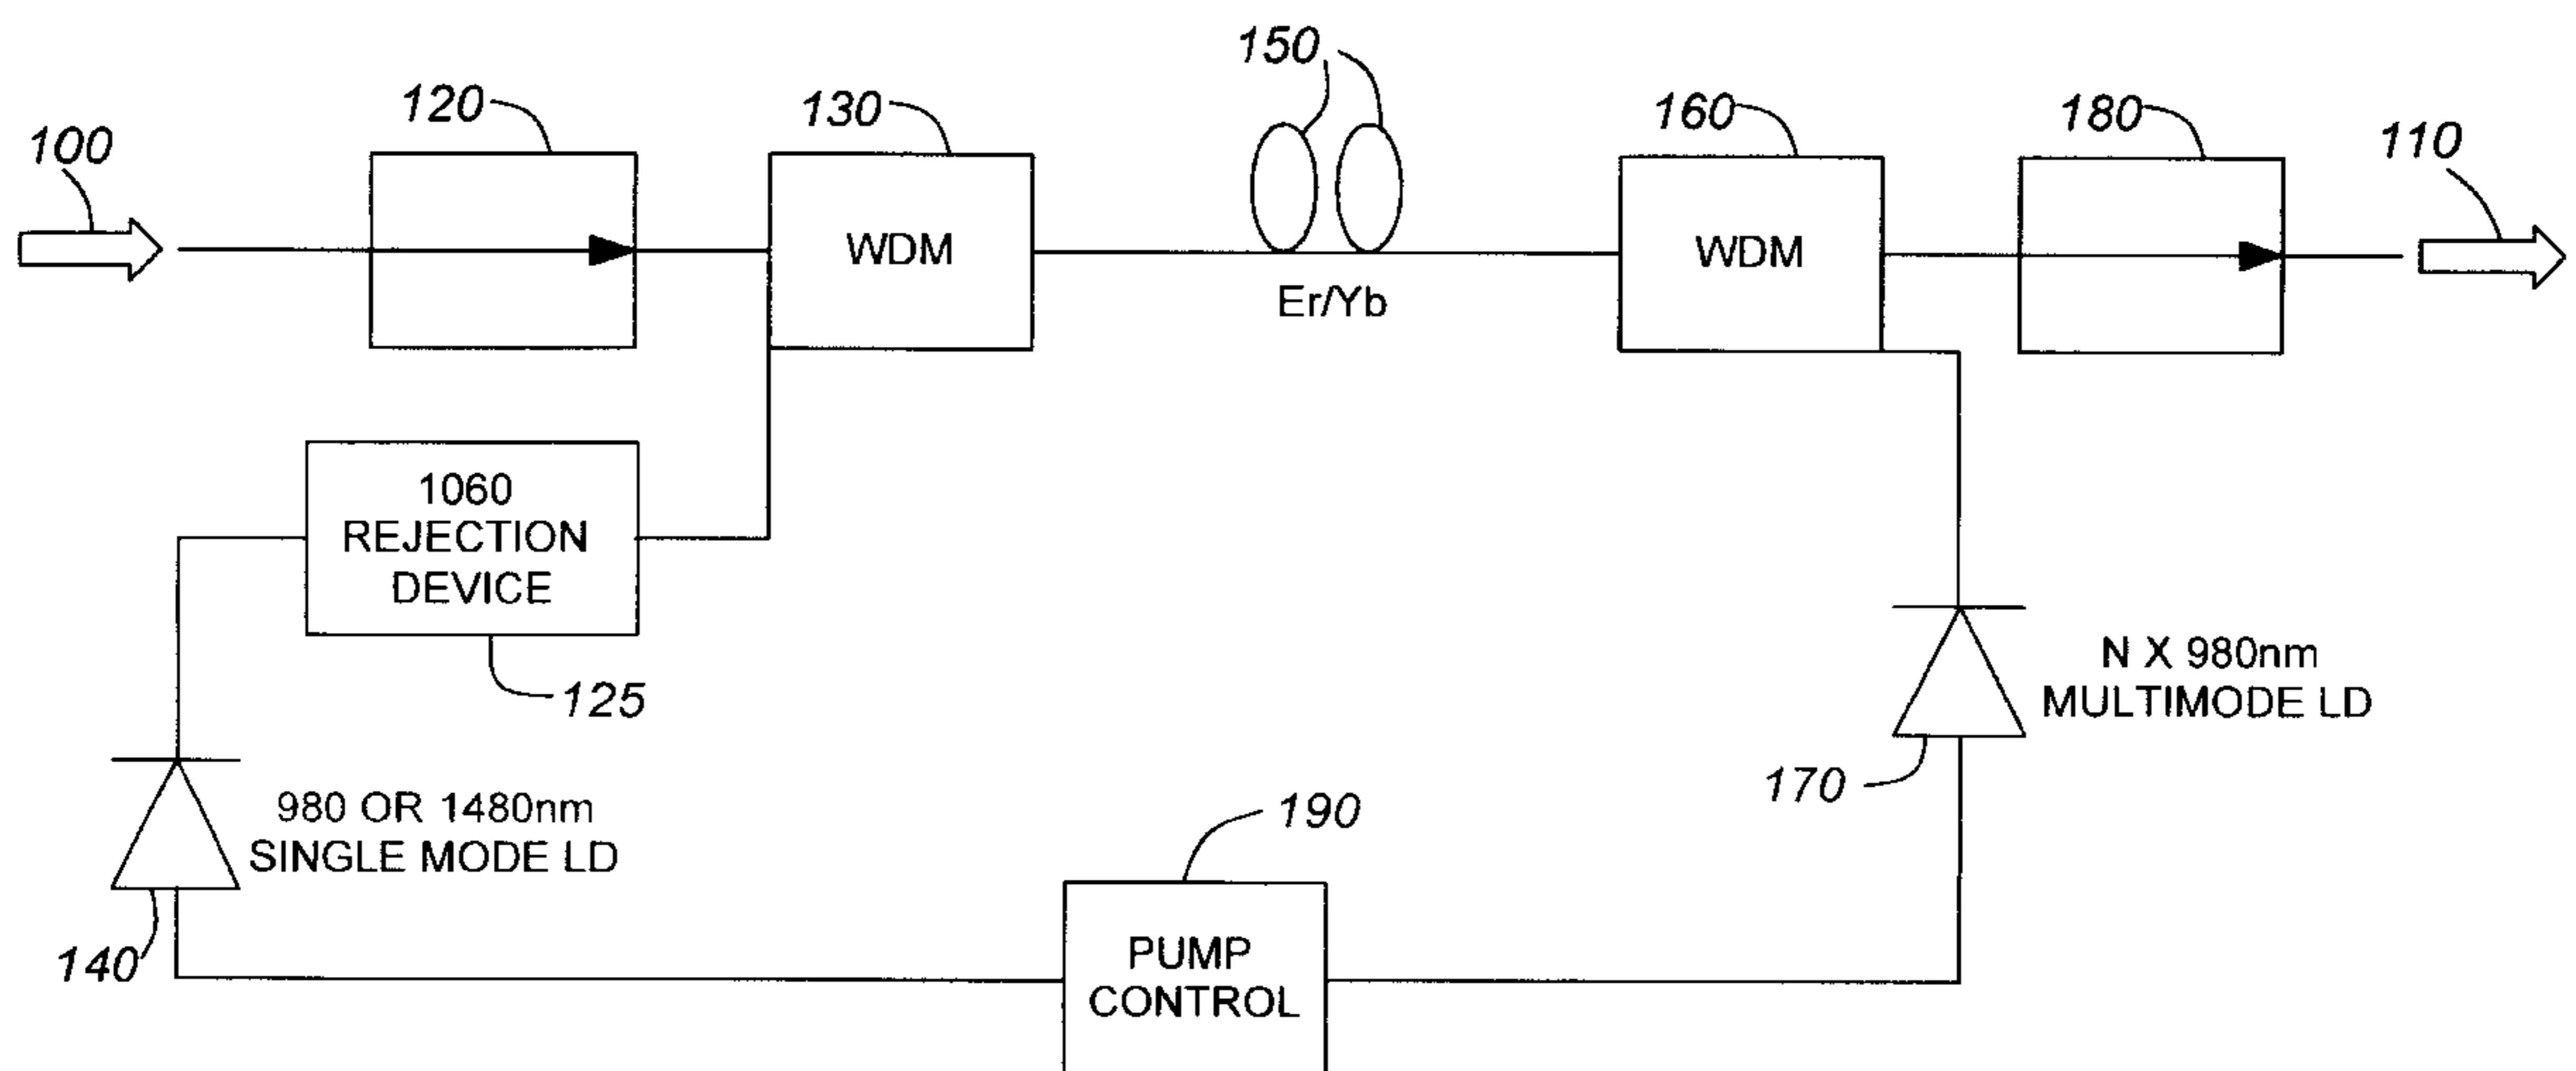 150
120
130
160
180
110
100
WDM
WDM
Er/Yb
1060
REJECTION
DEVICE
125
N X 980nm
MULTIMODE LD
170
980 OR 1480nm
SINGLE MODE LD
190
140
PUMP
CONTROL